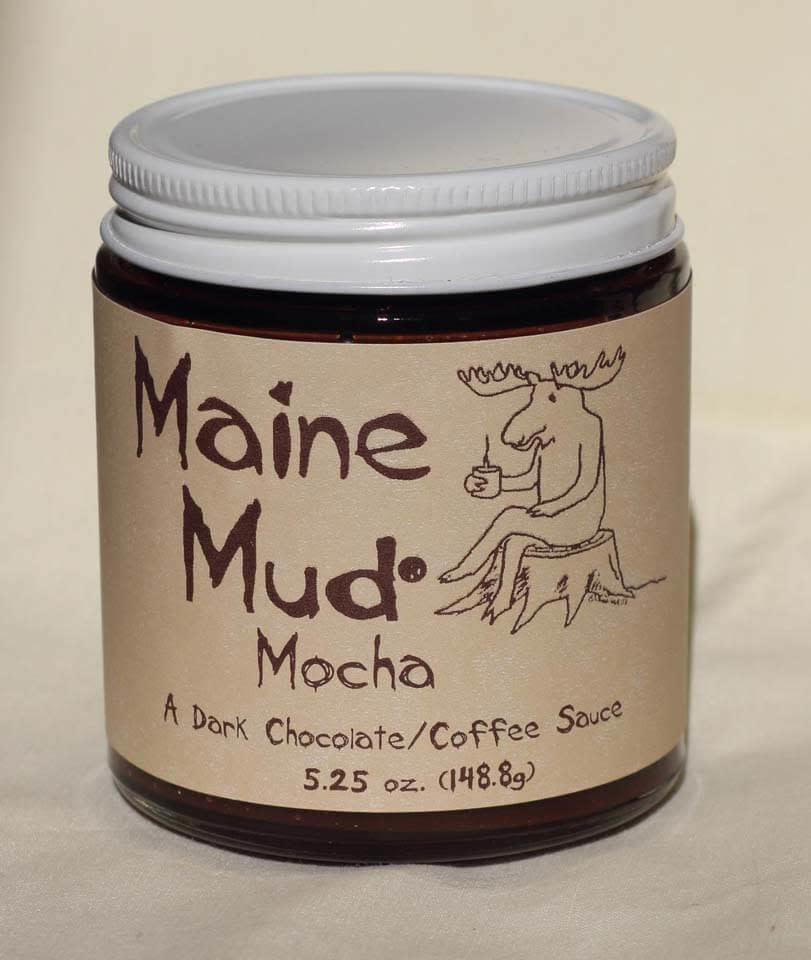 Maine
Mud®
Mocha
A Dark Chocolate/Coffee Sauce
5.25 oz. (148.8g)